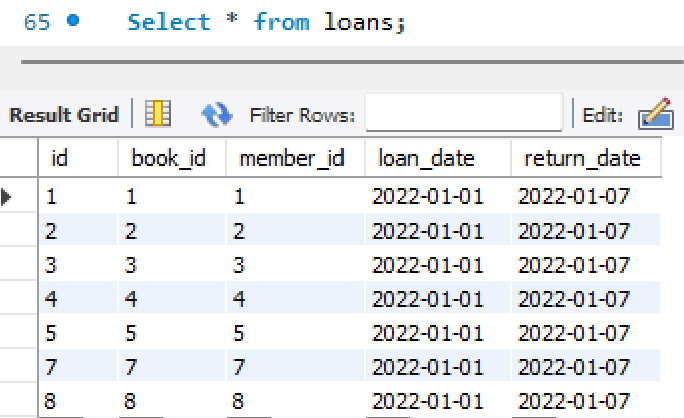 65 Select * from loans;
Result Grid Filter Rows: Edit:
id book_id member_id loan_date return_date
1 1 1 2022-01-01 2022-01-07
2 2 2 2022-01-01 2022-01-07
3 3 3 2022-01-01 2022-01-07
4 4 4 2022-01-01 2022-01-07
5 5 5 2022-01-01 2022-01-07
7 7 7 2022-01-01 2022-01-07
8 8 8 2022-01-01 2022-01-07